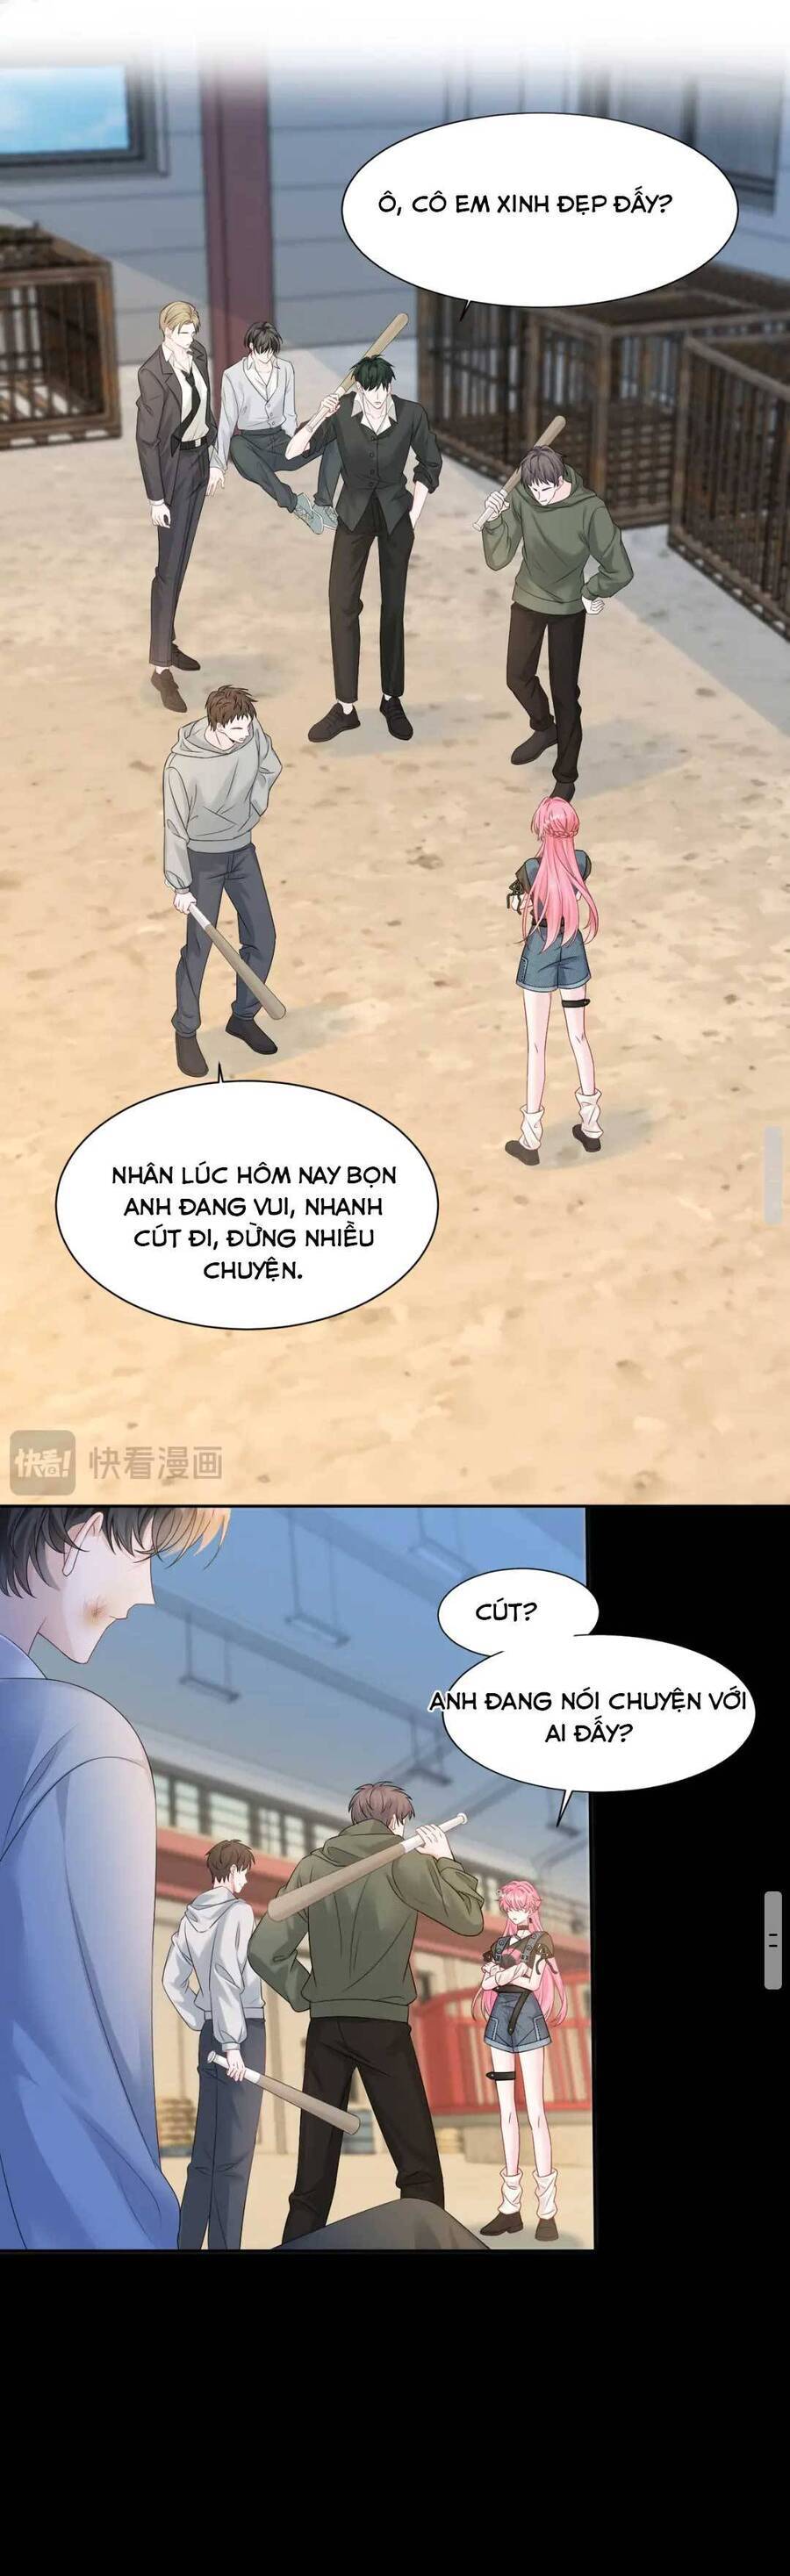 Ô, CÔ EM XINH ĐẸP ĐẤY?
NHÂN LÚC HÔM NAY BỌN
ANH ĐANG VUI, NHANH
CÚT ĐI, ĐỪNG NHIỀU
CHUYỆN.
快看! 快看漫画
CÚT?
ANH ĐANG NÓI CHUYỆN VỚI
AI ĐẤY?